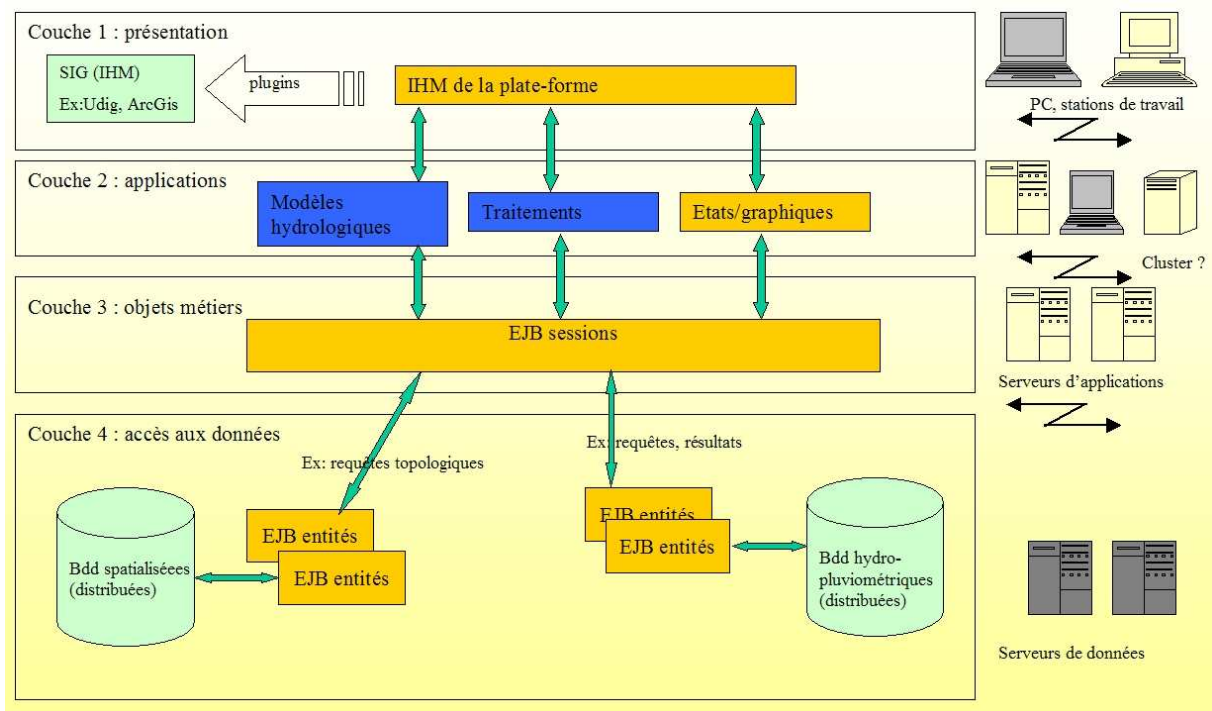 Couche 1 : présentation
SIG (IHM)
Ex:Udig, ArcGis
plugins
IHM de la plate-forme
PC, stations de travail
Couche 2 : applications
Modèles
hydrologiques
Traitements
Etats/graphiques
Cluster ?
Couche 3 : objets métiers
EJB sessions
Serveurs d'applications
Couche 4 : accès aux données
Ex: requêtes topologiques
Ex: requêtes, résultats
EJB entités
EJB entités
EJB entités
EJB entités
Bdd spatialiséees
(distribuées)
Bdd hydro-
pluviométriques
(distribuées)
Serveurs de données